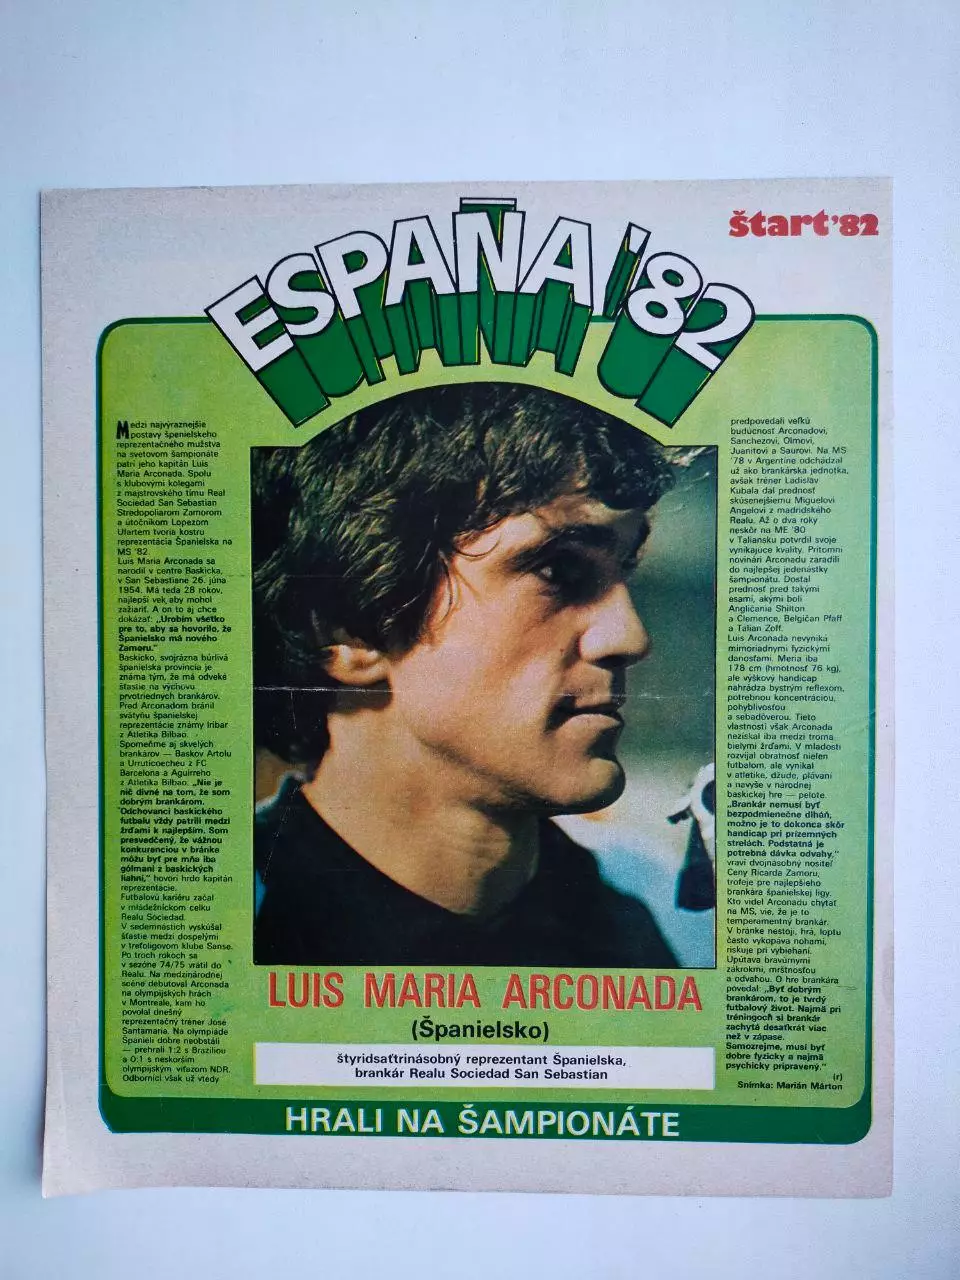 štart'82
ESPAÑA '82
Medzi najvýraznejšie
postavy španielskeho
reprezentačného mužstva
na svetovom šampionáte
patrí jeho kapitán Luis
Maria Arconada. Spolu
s klubovými kolegami
z majstrovského tímu Real
Sociedad San Sebastian
Stredopoliarom Zamorom
a útočníkom Lopezom
Ufartem tvoria kostru
reprezentácia Španielska na
MS '82.
Luis Maria Arconada sa
narodil v centre Baskicka,
v San Sebastiane 26. júna
1954. Má teda 28 rokov,
najlepší vek, aby mohol
zažiariť. A on to aj chce
dokázať: „Urobím všetko
pre to, aby sa hovorilo, že
Španielsko má nového
Zamoru."
Baskicko, svojrázna búrlivá
španielska provincia je
známa tým, že má odveké
šťastie na výchovu
prvotriednych brankárov.
Pred Arconadom bránil
svätyňu španielskej
reprezentácie známy Iribar
z Atletika Bilbao.
Spomeňme aj skvelých
brankárov — Baskov Artolu
a Urruticoecheu z FC
Barcelona a Aguirreho
z Atletika Bilbao. „Nie je
nič divné na tom, že som
dobrým brankárom.
Odchovanci baskického
futbalu vždy patrili medzi
žrďami k najlepším. Som
presvedčený, že vážnou
konkurenciou v bránke
môžu byť pre mňa iba
gólmani z baskických
liahní," hovorí hrdo kapitán
reprezentácie.
Futbalovú kariéru začal
v mládežníckom celku
Realu Sociedad.
V sedemnástich vyskúšal
šťastie medzi dospelými
v treťoligovom klube Sanse.
Po troch rokoch sa
v sezóne 74/75 vrátil do
Realu. Na medzinárodnej
scéne debutoval Arconada
na olympijských hrách
v Montreale, kam ho
povolal dnešný
reprezentačný tréner José
Santamaria. Na olympiáde
Španieli dobre neobstáli
— prehrali 1:2 s Brazíliou
a 0:1 s neskorším
olympijským víťazom NDR.
Odborníci však už vtedy
predpovedali veľkú
budúcnosť Arconadovi,
Sanchezovi, Olmovi,
Juanitovi a Saurovi. Na MS
'78 v Argentíne odchádzal
už ako brankárska jednotka,
avšak tréner Ladislav
Kubala dal prednosť
skúsenejšiemu Miguelovi
Angelovi z madridského
Realu. Až o dva roky
neskôr na ME '80
v Taliansku potvrdil svoje
vynikajúce kvality. Prítomní
novinári Arconadu zaradili
do najlepšej jedenástky
šampionátu. Dostal
prednosť pred takými
esami, akými boli
Angličania Shilton
a Clemence, Belgičan Pfaff
a Talian Zoff.
Luis Arconada nevyniká
mimoriadnymi fyzickými
danosťami. Meria iba
178 cm (hmotnosť 76 kg),
ale výškový handicap
nahrádza bystrým reflexom,
potrebnou koncentráciou,
pohyblivosťou
a sebadôverou. Tieto
vlastnosti však Arconada
nezískal iba medzi troma
bielymi žrďami. V mladosti
rozvíjal obratnosť nielen
futbalom, ale vynikal
v atletike, džude, plávaní
a navyše v národnej
baskickej hre — pelote.
„Brankár nemusí byť
bezpodmienečne dlháň,
možno je to dokonca skôr
handicap pri prízemných
strelách. Podstatná je
potrebná dávka odvahy,"
vraví dvojnásobný nositeľ
Ceny Ricarda Zamoru,
trofeje pre najlepšieho
brankára španielskej ligy.
Kto videl Arconadu chytať
na MS, vie, že je to
temperamentný brankár.
V bránke nestojí, hrá, loptu
často vykopáva nohami,
riskuje pri vybiehaní.
Upútava bravúrnymi
zákrokmi, mrštnosťou
a odvahou. O hre brankára
povedal: „Byť dobrým
brankárom, to je tvrdý
futbalový život. Najmä pri
tréningoch si brankár
zachytá desaťkrát viac
než v zápase.
Samozrejme, musí byť
dobre fyzicky a najmä
psychicky pripravený."
(r)
Snímka: Marián Márton
LUIS MARIA ARCONADA
(Španielsko)
štyridsaťtrinásobný reprezentant Španielska,
brankár Realu Sociedad San Sebastian
HRALI NA ŠAMPIONÁTE